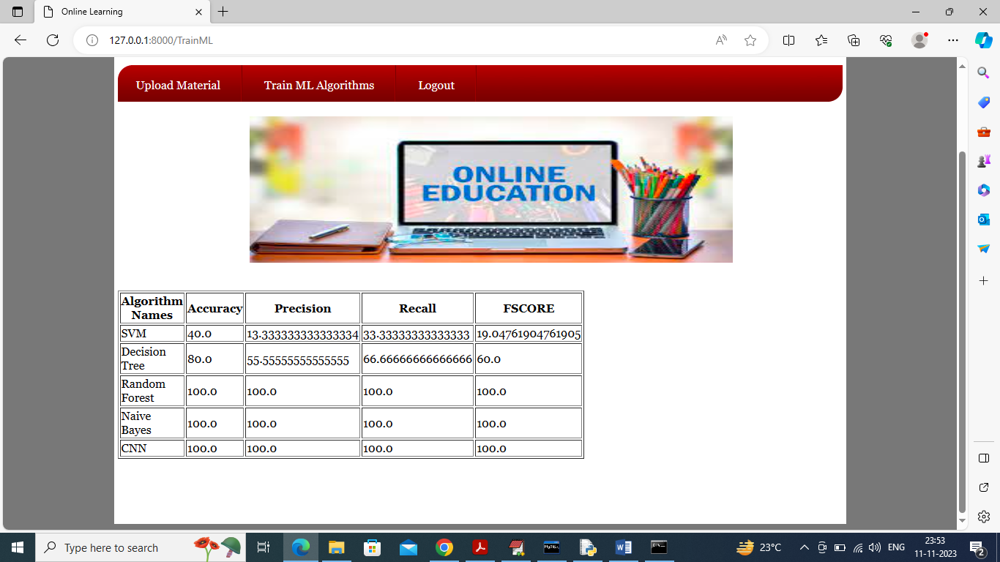 Online Learning
127.0.0.1:8000/TrainML
Upload Material Train ML Algorithms Logout
ONLINE
EDUCATION
Algorithm
Names Accuracy Precision Recall FSCORE
SVM 40.0 13.333333333333334 33.33333333333333 19.04761904761905
Decision
Tree 80.0 55.55555555555555 66.66666666666666 60.0
Random
Forest 100.0 100.0 100.0 100.0
Naive
Bayes 100.0 100.0 100.0 100.0
CNN 100.0 100.0 100.0 100.0
Type here to search
23°C
ENG
23:53
11-11-2023
2